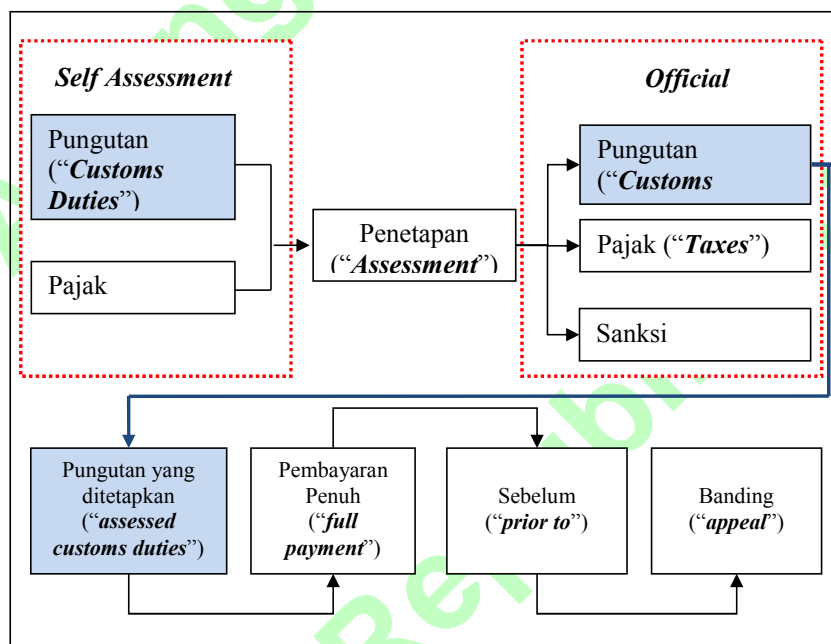 Self Assessment
Official
Pungutan
(“Customs
Duties”)
Pajak
Penetapan
(“Assessment”)
Pungutan
(“Customs
Pajak (“Taxes”)
Sanksi
Pungutan yang
ditetapkan
(“assessed
customs duties”)
Pembayaran
Penuh
(“full
payment”)
Sebelum
(“prior to”)
Banding
(“appeal”)